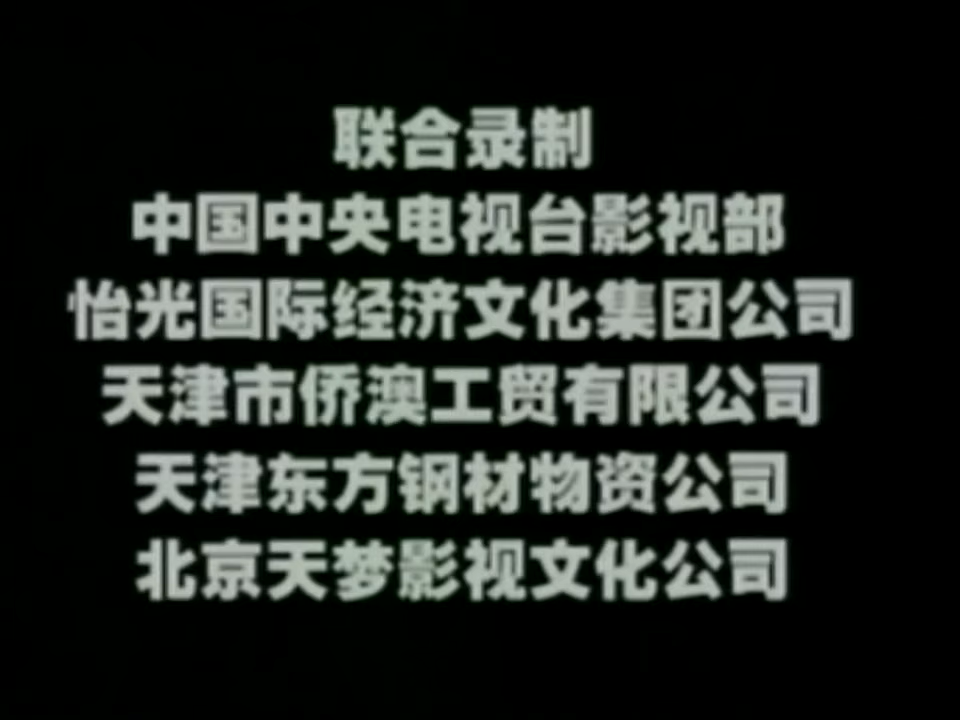 联合录制
中国中央电视台影视部
怡光国际经济文化集团公司
天津市侨澳工贸有限公司
天津东方钢材物资公司
北京天梦影视文化公司